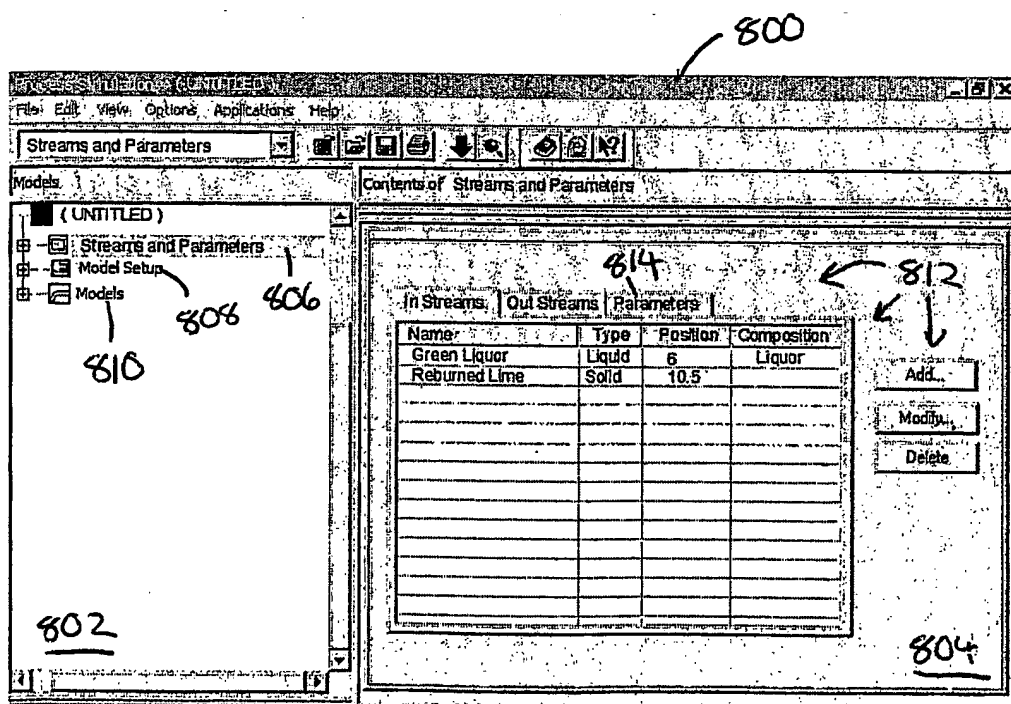 800
Process Simulation - (UNTITLED)
File Edit View Options Applications Help
Streams and Parameters
Models
Contents of Streams and Parameters
(UNTITLED)
Streams and Parameters
Model Setup
Models
806
808
810
814
812
In Streams Out Streams Parameters
Name Type Position Composition
Green Liquor Liquid 6 Liquor
Reburned Lime Solid 10.5
Add...
Modify...
Delete
802
804